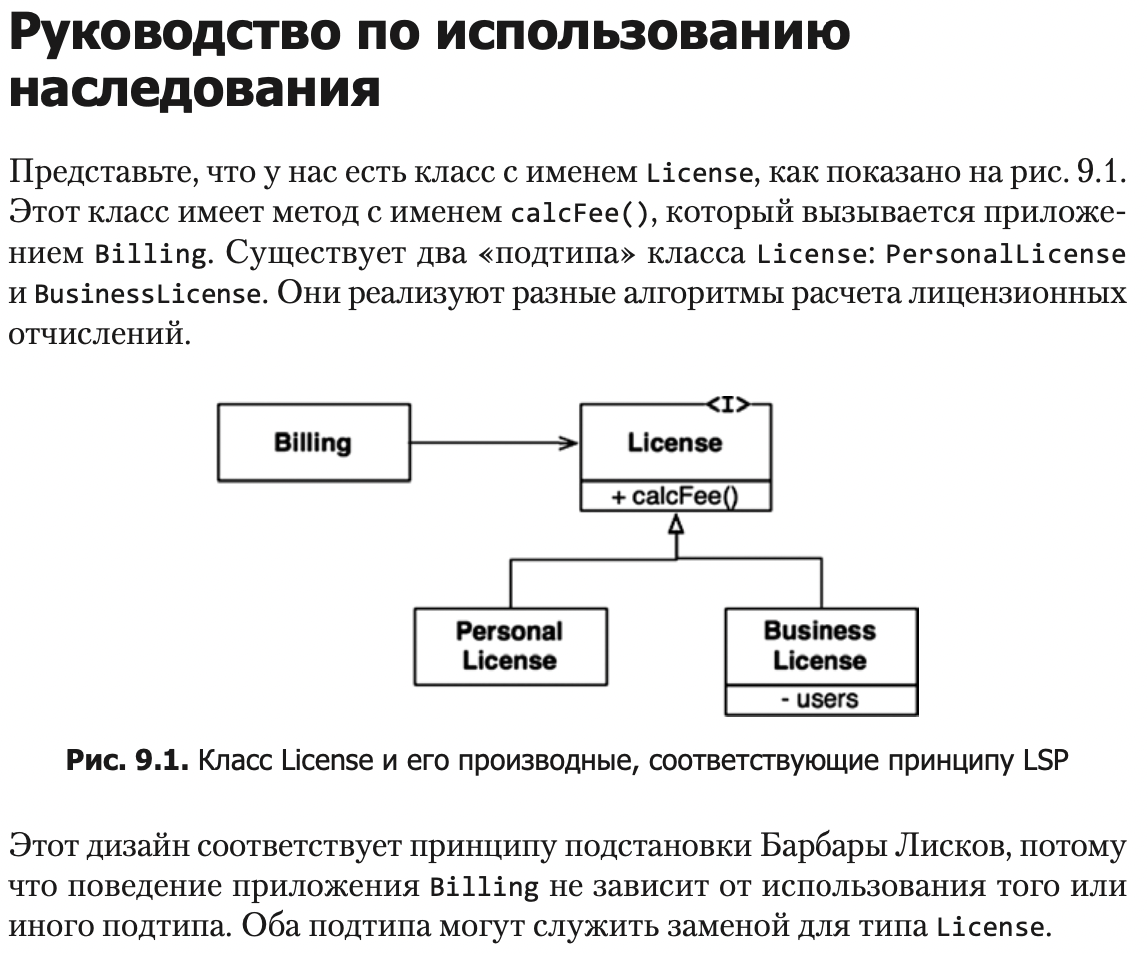 Руководство по использованию
наследования
Представьте, что у нас есть класс с именем License, как показано на рис. 9.1.
Этот класс имеет метод с именем calcFee(), который вызывается приложе-
нием Billing. Существует два «подтипа» класса License: PersonalLicense
и BusinessLicense. Они реализуют разные алгоритмы расчета лицензионных
отчислений.
<I>
Billing
License
+ calcFee()
Personal
License
Business
License
- users
Рис. 9.1. Класс License и его производные, соответствующие принципу LSP
Этот дизайн соответствует принципу подстановки Барбары Лисков, потому
что поведение приложения Billing не зависит от использования того или
иного подтипа. Оба подтипа могут служить заменой для типа License.